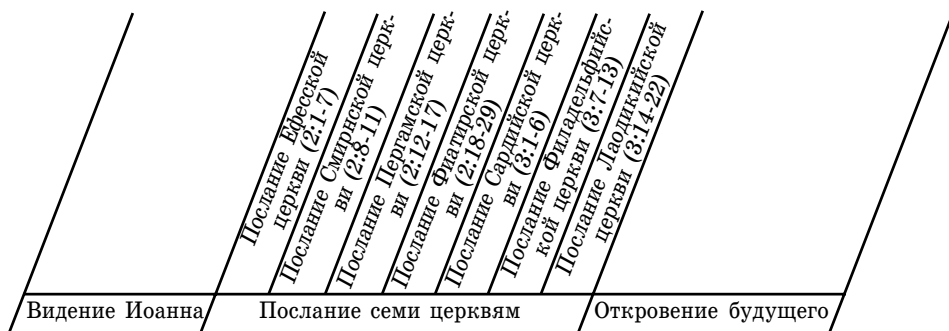 Послание Ефесской
церкви (2:1-7)
Послание Смирнской церк-
ви (2:8-11)
Послание Пергамской церк-
ви (2:12-17)
Послание Фиатирской церк-
ви (2:18-29)
Послание Сардийской церк-
ви (3:1-6)
Послание Филадельфийс-
кой церкви (3:7-13)
Послание Лаодикийской
церкви (3:14-22)
Видение Иоанна
Послание семи церквям
Откровение будущего